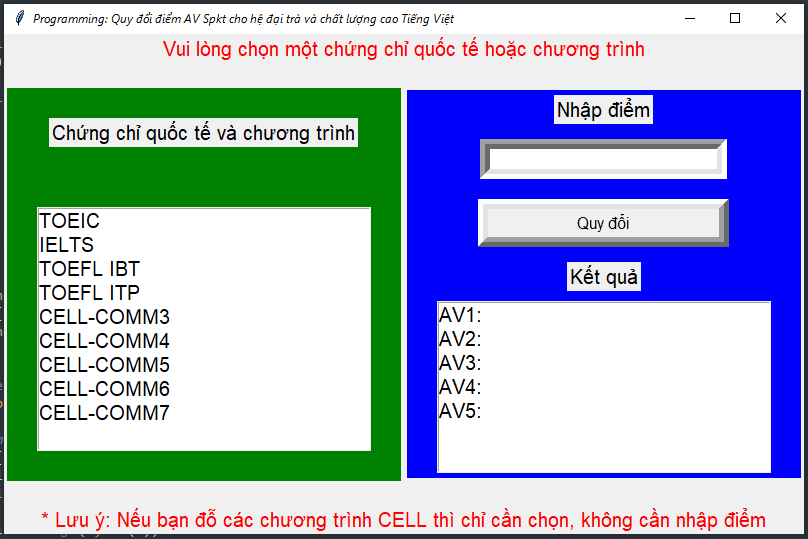 Programming: Quy đổi điểm AV Spkt cho hệ đại trà và chất lượng cao Tiếng Việt
Vui lòng chọn một chứng chỉ quốc tế hoặc chương trình
Chứng chỉ quốc tế và chương trình
TOEIC
IELTS
TOEFL IBT
TOEFL ITP
CELL-COMM3
CELL-COMM4
CELL-COMM5
CELL-COMM6
CELL-COMM7
Nhập điểm
Quy đổi
Kết quả
AV1:
AV2:
AV3:
AV4:
AV5:
* Lưu ý: Nếu bạn đỗ các chương trình CELL thì chỉ cần chọn, không cần nhập điểm